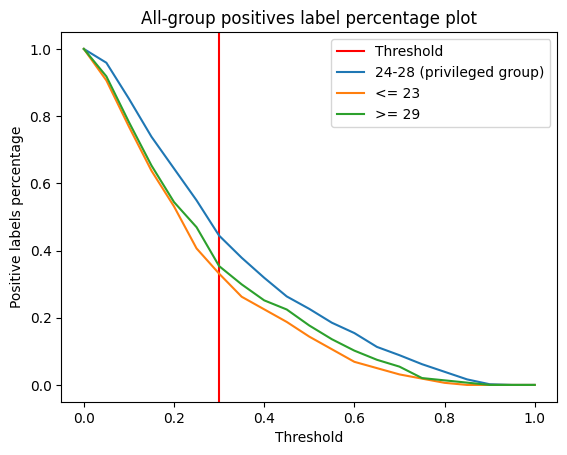 All-group positives label percentage plot
Threshold
24-28 (privileged group)
<= 23
>= 29
Positive labels percentage
1.0
0.8
0.6
0.4
0.2
0.0
0.0 0.2 0.4 0.6 0.8 1.0
Threshold